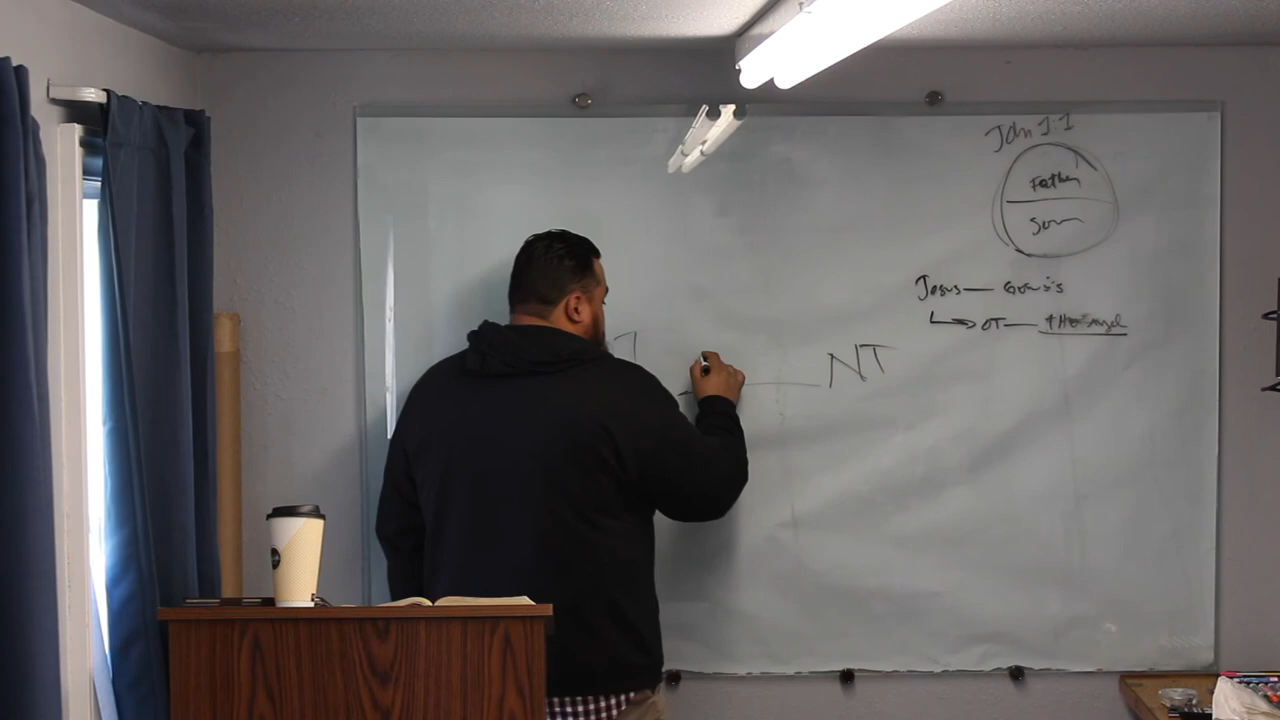 John 1:1
Father
Son
Jesus — Genesis
OT — *The Angel
NT